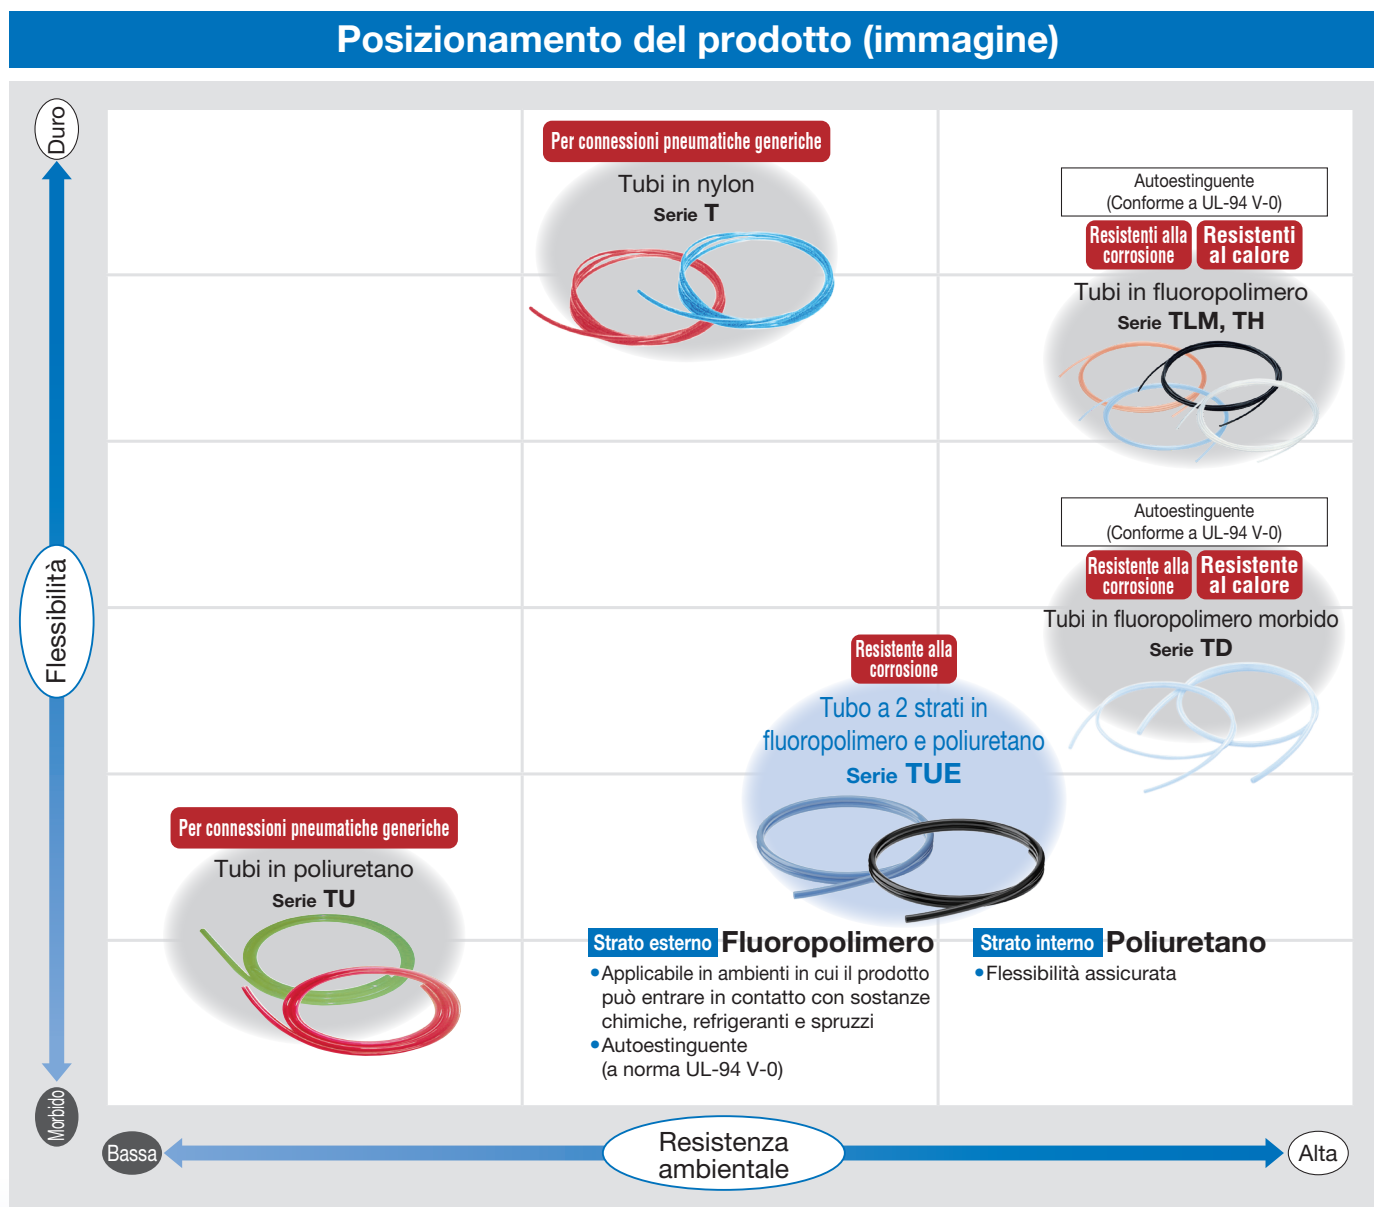 Posizionamento del prodotto (immagine)
Duro
Flessibilità
Morbido
Per connessioni pneumatiche generiche
Tubi in nylon
Serie T
Autoestinguente
(Conforme a UL-94 V-0)
Resistenti alla
corrosione
Resistenti
al calore
Tubi in fluoropolimero
Serie TLM, TH
Autoestinguente
(Conforme a UL-94 V-0)
Resistente alla
corrosione
Resistente
al calore
Tubi in fluoropolimero morbido
Serie TD
Resistente alla
corrosione
Tubo a 2 strati in
fluoropolimero e poliuretano
Serie TUE
Per connessioni pneumatiche generiche
Tubi in poliuretano
Serie TU
Strato esterno Fluoropolimero
•Applicabile in ambienti in cui il prodotto
può entrare in contatto con sostanze
chimiche, refrigeranti e spruzzi
•Autoestinguente
(a norma UL-94 V-0)
Strato interno Poliuretano
•Flessibilità assicurata
Bassa
Resistenza
ambientale
Alta